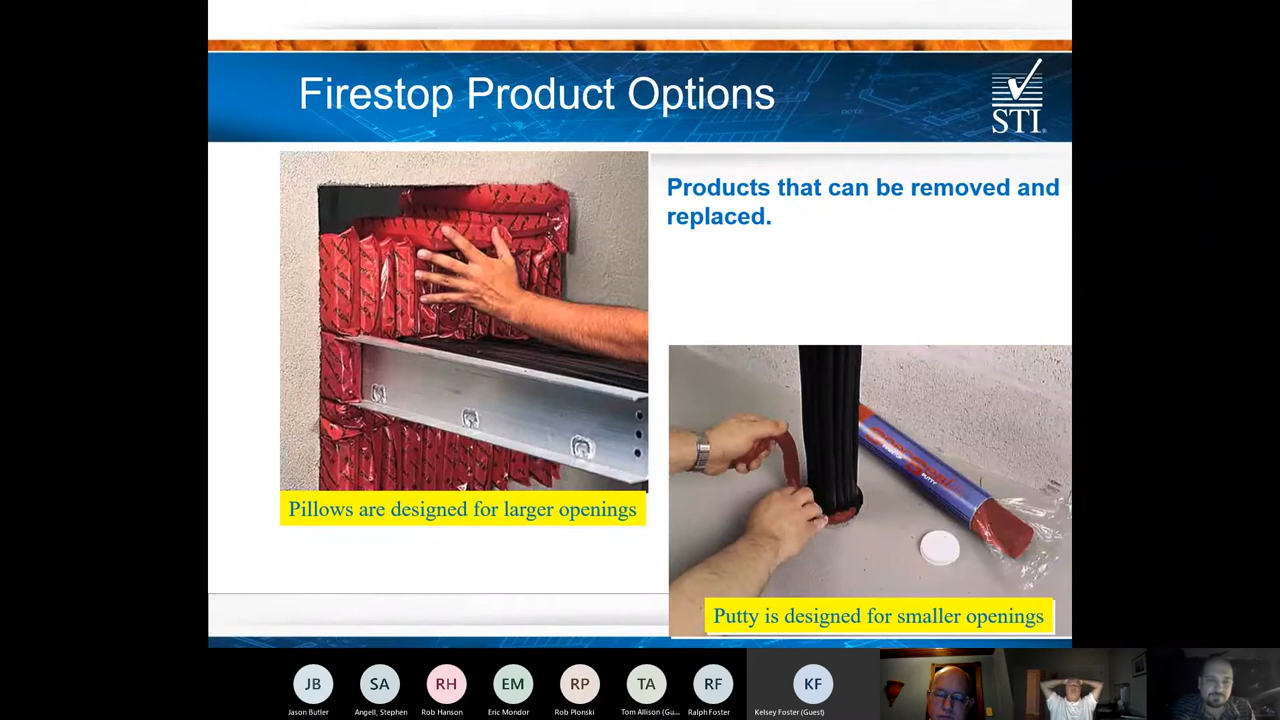 Firestop Product Options
STI
Products that can be removed and
replaced.
Pillows are designed for larger openings
PUTTY
Putty is designed for smaller openings
JB
SA
RH
EM
RP
TA
RF
KF
Jason Butler
Angell, Stephen
Rob Hanson
Eric Mondor
Rob Plonski
Tom Allison (Gu...
Ralph Foster
Kelsey Foster (Guest)